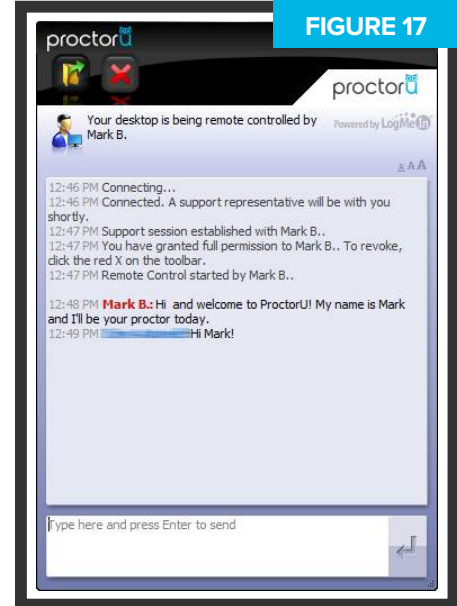 FIGURE 17
proctorU
proctorU
Your desktop is being remote controlled by
Mark B.
Powered by LogMeIn
AAA
12:46 PM Connecting...
12:46 PM Connected. A support representative will be with you
shortly.
12:47 PM Support session established with Mark B..
12:47 PM You have granted full permission to Mark B.. To revoke,
click the red X on the toolbar.
12:47 PM Remote Control started by Mark B..
12:48 PM Mark B.: Hi and welcome to ProctorU! My name is Mark
and I'll be your proctor today.
12:49 PM Hi Mark!
Type here and press Enter to send